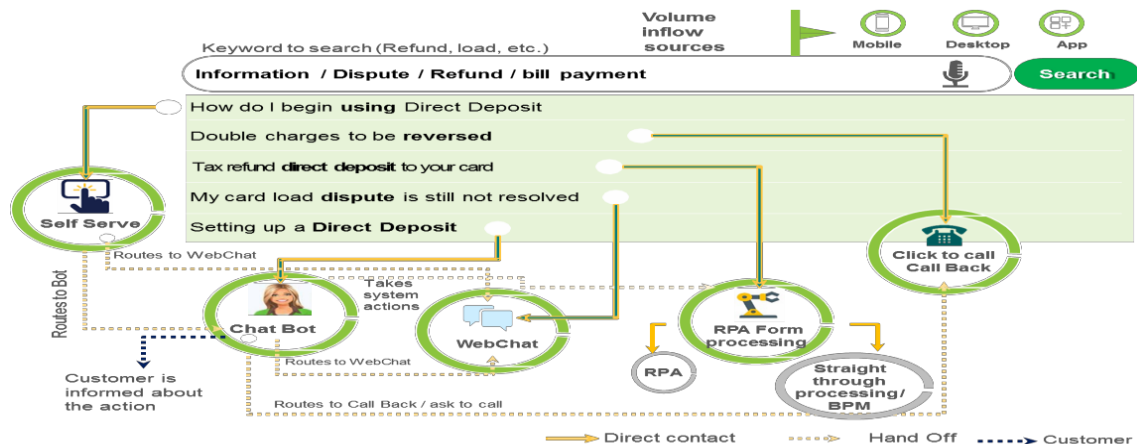 Volume
inflow
sources
Mobile
Desktop
App
Keyword to search (Refund, load, etc.)
Information / Dispute / Refund / bill payment
Search
How do I begin using Direct Deposit
Double charges to be reversed
Tax refund direct deposit to your card
My card load dispute is still not resolved
Setting up a Direct Deposit
Self Serve
Click to call
Call Back
Routes to WebChat
Routes to Bot
Takes
system
actions
Chat Bot
WebChat
RPA Form
processing
Routes to WebChat
RPA
Straight
through
processing/
BPM
Customer is
informed about
the action
Routes to Call Back / ask to call
Direct contact
Hand Off
Customer